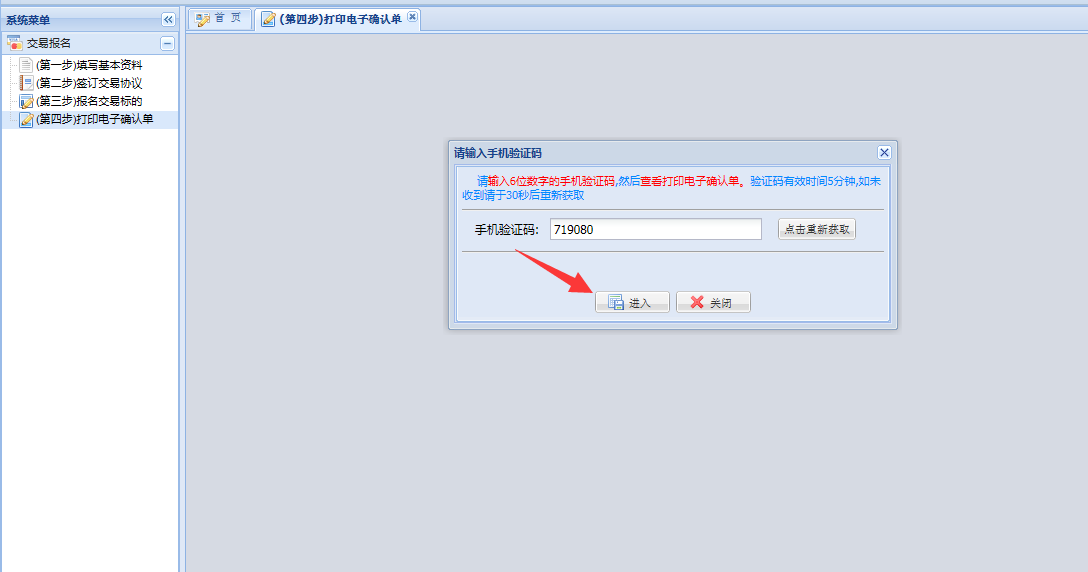 系统菜单
首 页
(第四步)打印电子确认单
交易报名
(第一步)填写基本资料
(第二步)签订交易协议
(第三步)报名交易标的
(第四步)打印电子确认单
请输入手机验证码
请输入6位数字的手机验证码,然后查看打印电子确认单。验证码有效时间5分钟,如未
收到请于30秒后重新获取
手机验证码:
719080
点击重新获取
进入
关闭